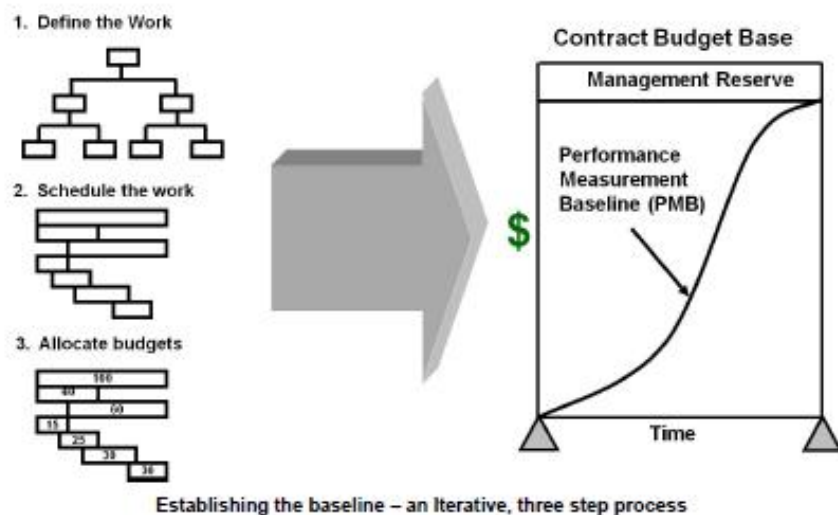 1. Define the Work
2. Schedule the work
3. Allocate budgets
100
40
60
15
25
30
30
Contract Budget Base
Management Reserve
Performance
Measurement
Baseline (PMB)
$
Time
Establishing the baseline – an Iterative, three step process